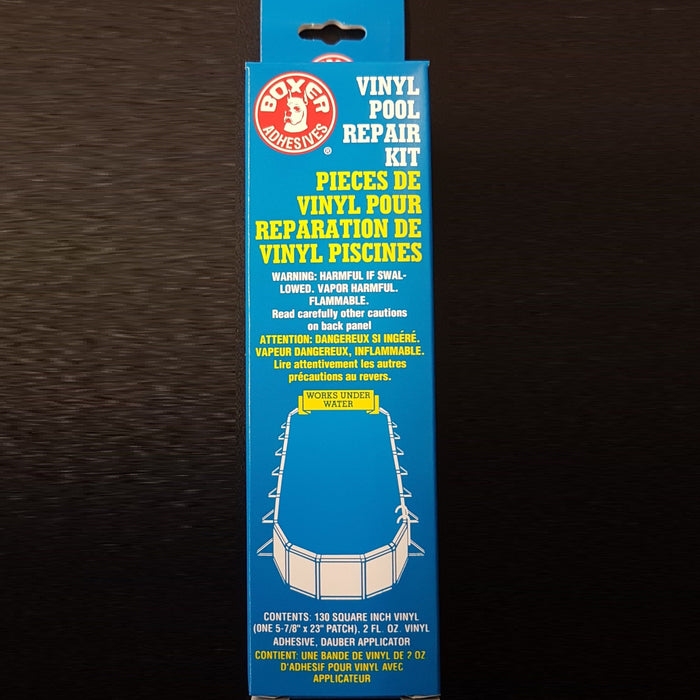 BOXER
ADHESIVES
®
VINYL
POOL
REPAIR
KIT
PIECES DE
VINYL POUR
REPARATION DE
VINYL PISCINES
WARNING: HARMFUL IF SWAL-
LOWED. VAPOR HARMFUL.
FLAMMABLE.
Read carefully other cautions
on back panel
ATTENTION: DANGEREUX SI INGÉRÉ.
VAPEUR DANGEREUX, INFLAMMABLE.
Lire attentivement les autres
précautions au revers.
WORKS UNDER
WATER
CONTENTS: 130 SQUARE INCH VINYL
(ONE 5-7/8" x 23" PATCH), 2 FL. OZ. VINYL
ADHESIVE, DAUBER APPLICATOR
CONTIENT: UNE BANDE DE VINYL DE 2 OZ
D'ADHESIF POUR VINYL AVEC
APPLICATEUR